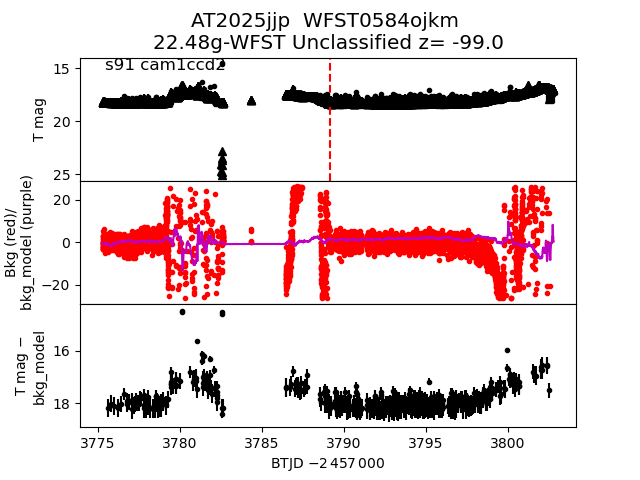 AT2025jjp  WFST0584ojkm
22.48g-WFST Unclassified z= -99.0
s91 cam1ccd2
15
20
25
T mag
20
0
−20
Bkg (red)/
bkg_model (purple)
16
18
T mag −
bkg_model
3775
3780
3785
3790
3795
3800
BTJD −2 457 000